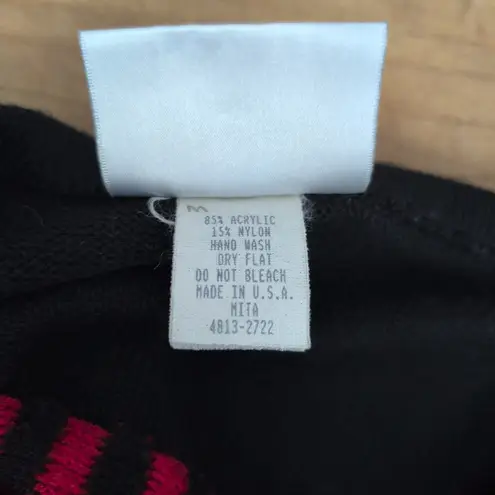 M
85% ACRYLIC
15% NYLON
HAND WASH
DRY FLAT
DO NOT BLEACH
MADE IN U.S.A.
MITA
4813-2722